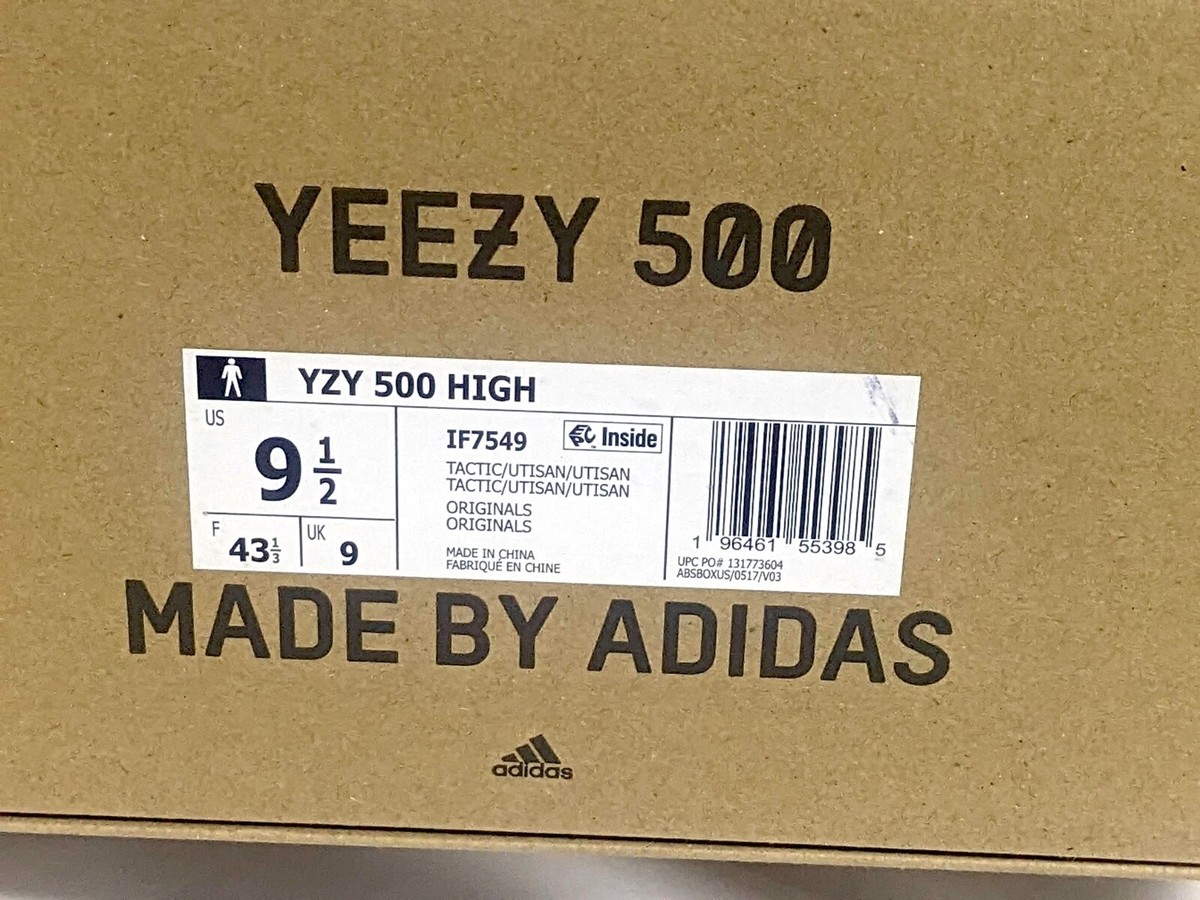 YEEZY 500
YZY 500 HIGH
US
9 1/2
F
43 1/3
UK
9
IF7549
Inside
TACTIC/UTISAN/UTISAN
TACTIC/UTISAN/UTISAN
ORIGINALS
ORIGINALS
MADE IN CHINA
FABRIQUÉ EN CHINE
1 96461 55398 5
UPC PO# 131773604
ABSBOXUS/0517/V03
MADE BY ADIDAS
adidas